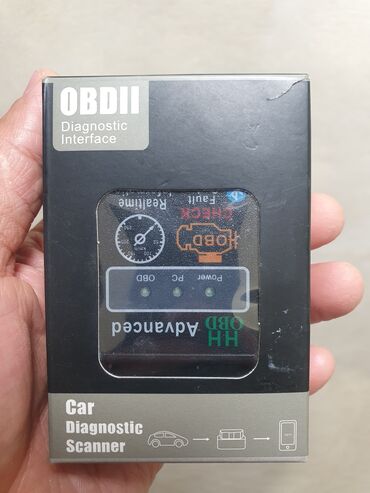 OBDII
Diagnostic
Interface
Realtime
Fault
CHECK
OBD
OBD PC Power
Advanced
HH
OBD
Car
Diagnostic
Scanner